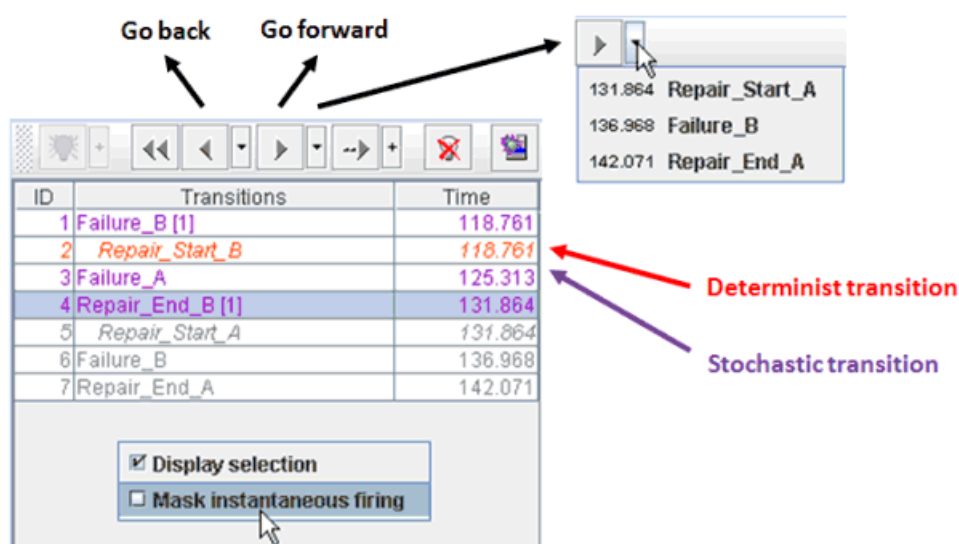 Go back
Go forward
131.864 Repair_Start_A
136.968 Failure_B
142.071 Repair_End_A
ID Transitions Time
1 Failure_B [1] 118.761
2 Repair_Start_B 118.761
3 Failure_A 125.313
4 Repair_End_B [1] 131.864
5 Repair_Start_A 131.864
6 Failure_B 136.968
7 Repair_End_A 142.071
Determinist transition
Stochastic transition
Display selection
Mask instantaneous firing